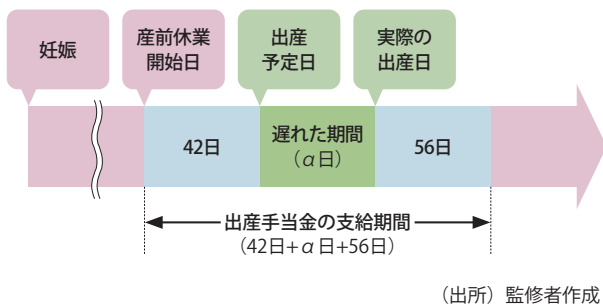 妊娠
産前休業
開始日
出産
予定日
実際の
出産日
42日
遅れた期間
（α日）
56日
出産手当金の支給期間
（42日+α日+56日）
（出所）監修者作成